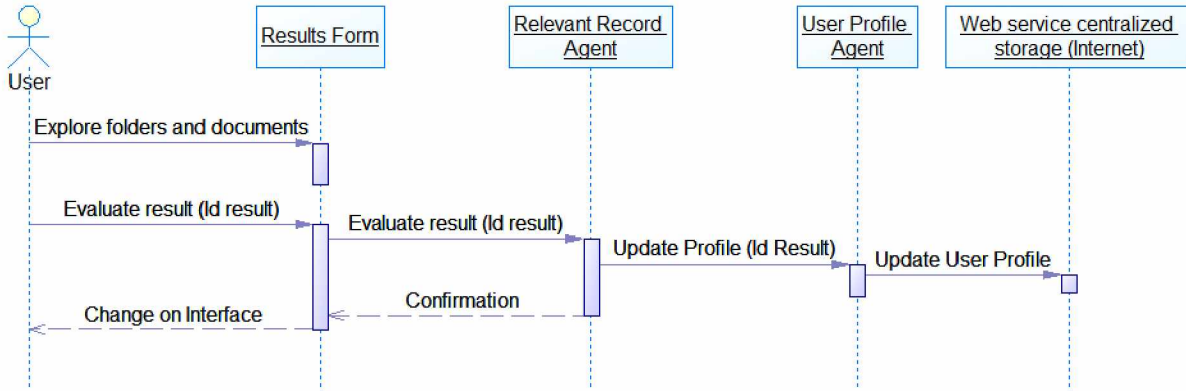 User
Results Form
Relevant Record
Agent
User Profile
Agent
Web service centralized
storage (Internet)
Explore folders and documents
Evaluate result (Id result)
Evaluate result (Id result)
Update Profile (Id Result)
Update User Profile
Confirmation
Change on Interface